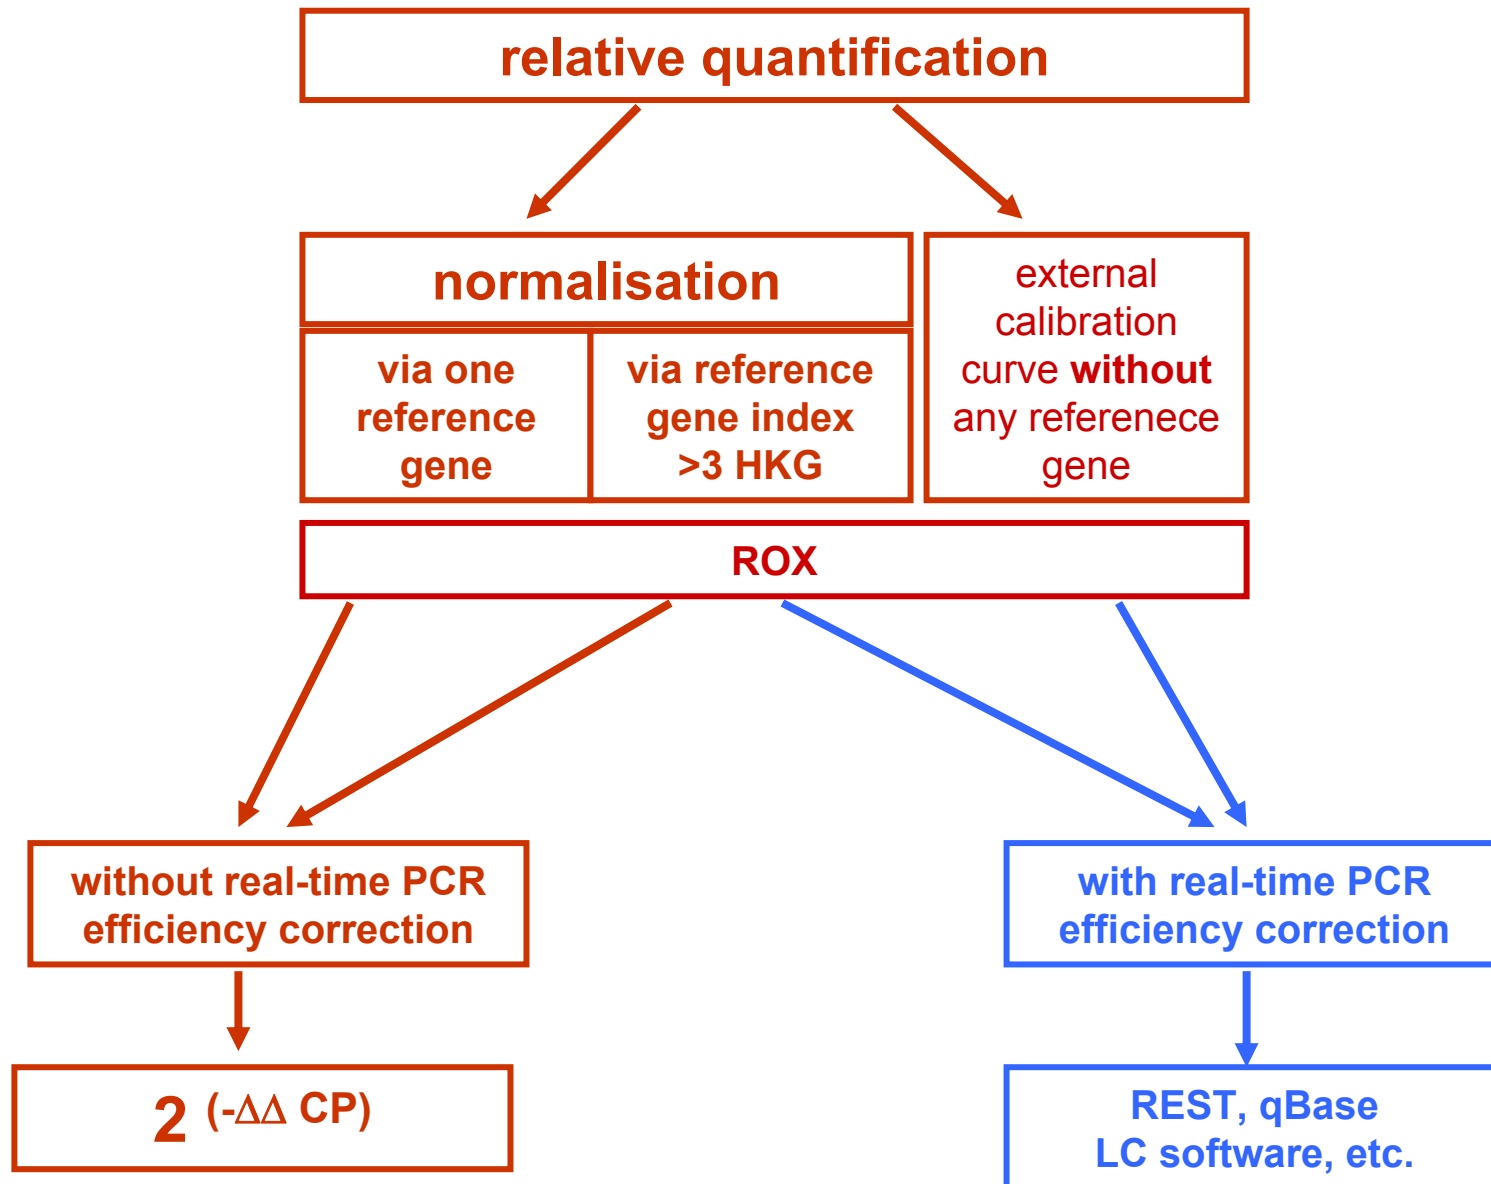 relative quantification
normalisation
via one
reference
gene
via reference
gene index
>3 HKG
external
calibration
curve without
any referenece
gene
ROX
without real-time PCR
efficiency correction
with real-time PCR
efficiency correction
2 (-ΔΔ CP)
REST, qBase
LC software, etc.